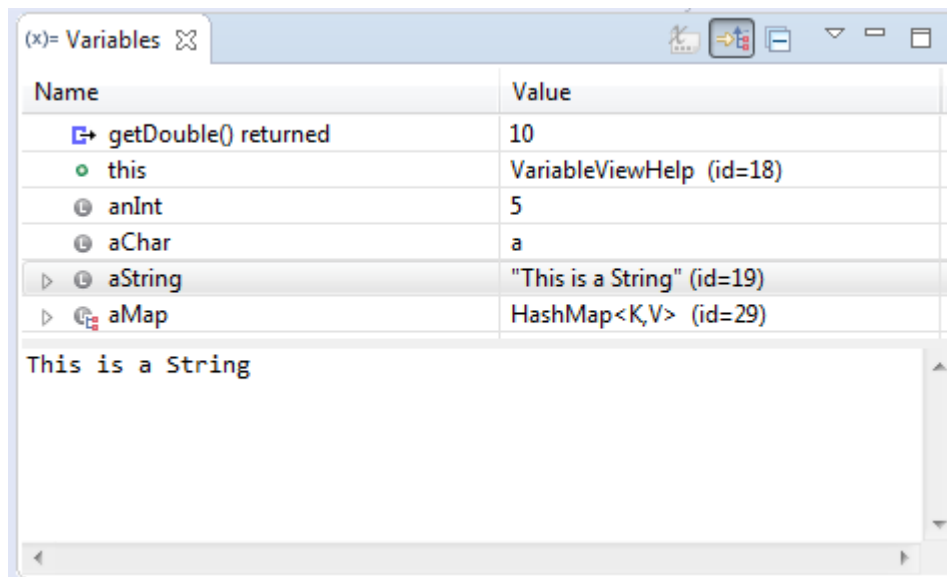 (x)= Variables
Name Value
getDouble() returned 10
this VariableViewHelp (id=18)
anInt 5
aChar a
aString "This is a String" (id=19)
aMap HashMap<K,V> (id=29)
This is a String